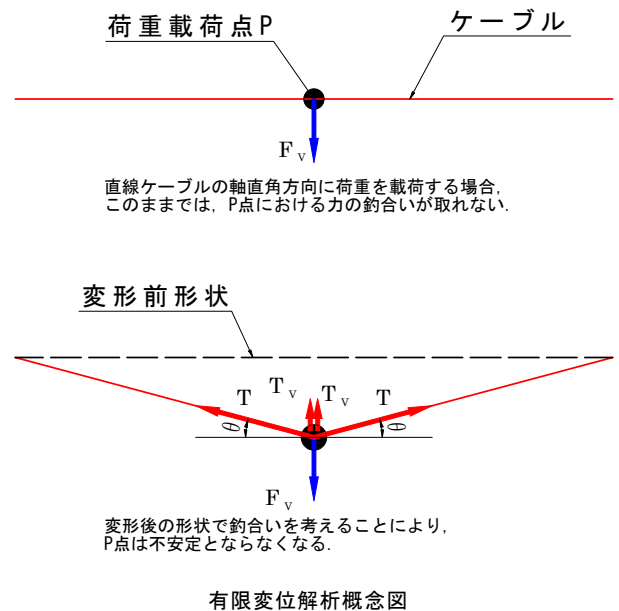 荷重載荷点P
ケーブル
Fv
直線ケーブルの軸直角方向に荷重を載荷する場合,
このままでは, P点における力の釣合いが取れない.
変形前形状
T Tv Tv T
θ θ
Fv
変形後の形状で釣合いを考えることにより,
P点は不安定とならなくなる.
有限変位解析概念図